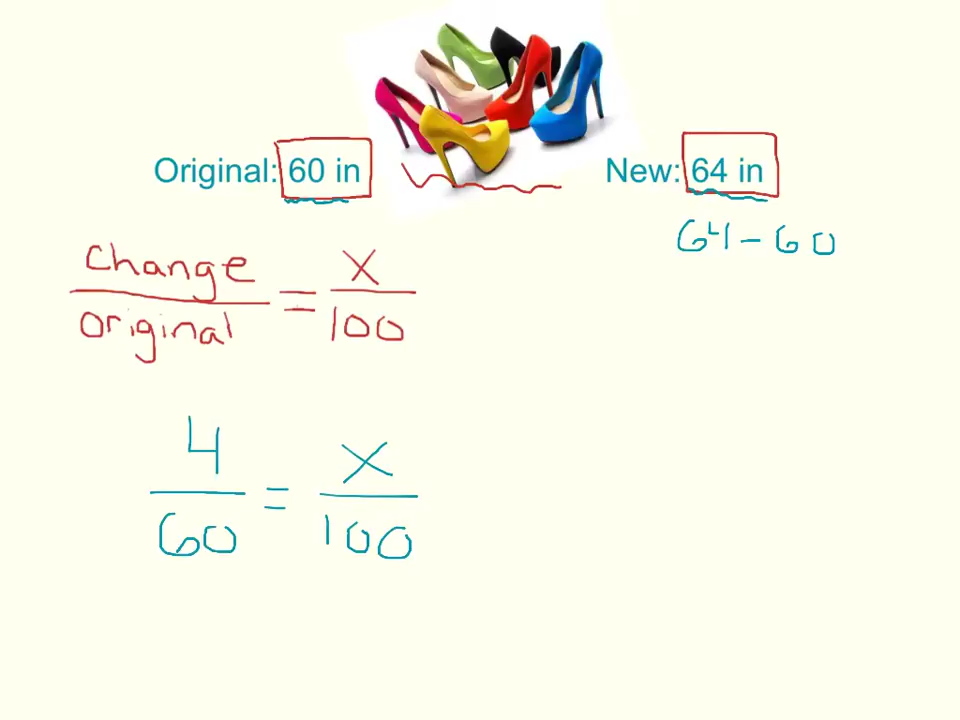 Original: 60 in New: 64 in
64 - 60
change
original
=
x
100
4
60
=
x
100